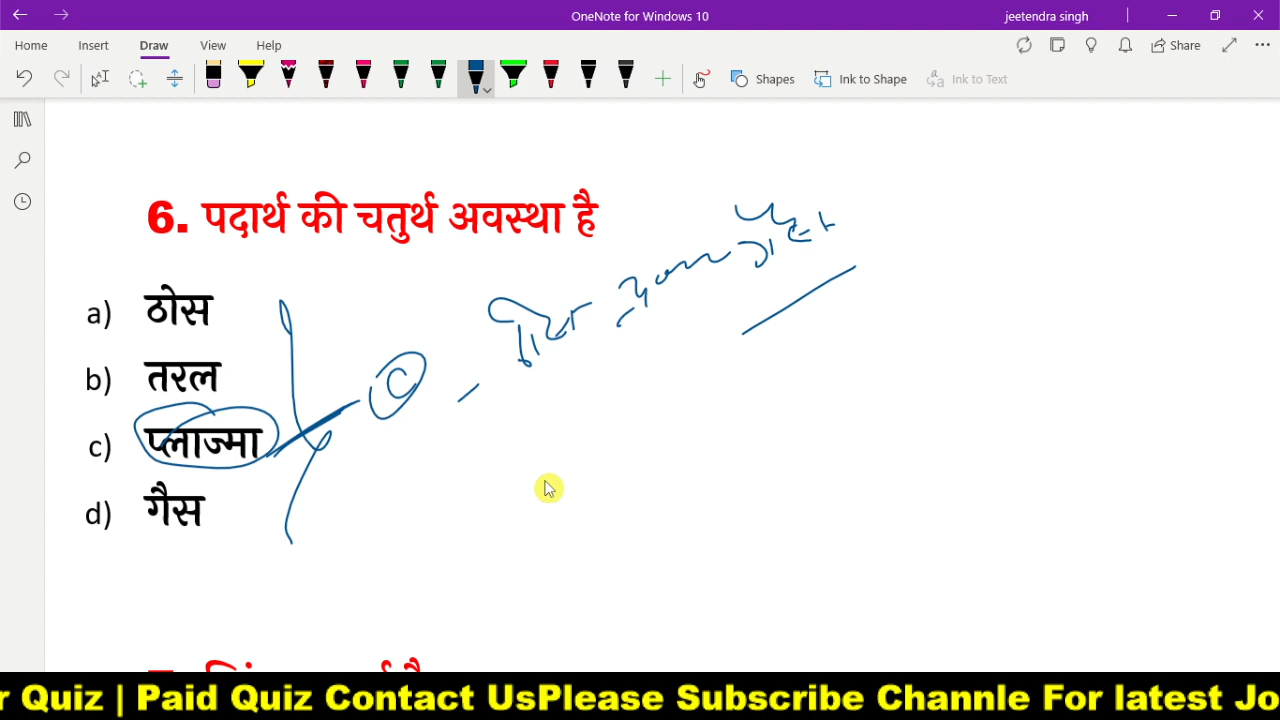 OneNote for Windows 10
jeetendra singh
Home Insert Draw View Help
Share
Shapes Ink to Shape Ink to Text
6. पदार्थ की चतुर्थ अवस्था है
a) ठोस
b) तरल
c) प्लाज्मा
C
d) गैस
r Quiz | Paid Quiz Contact UsPlease Subscribe Channle For latest Jo